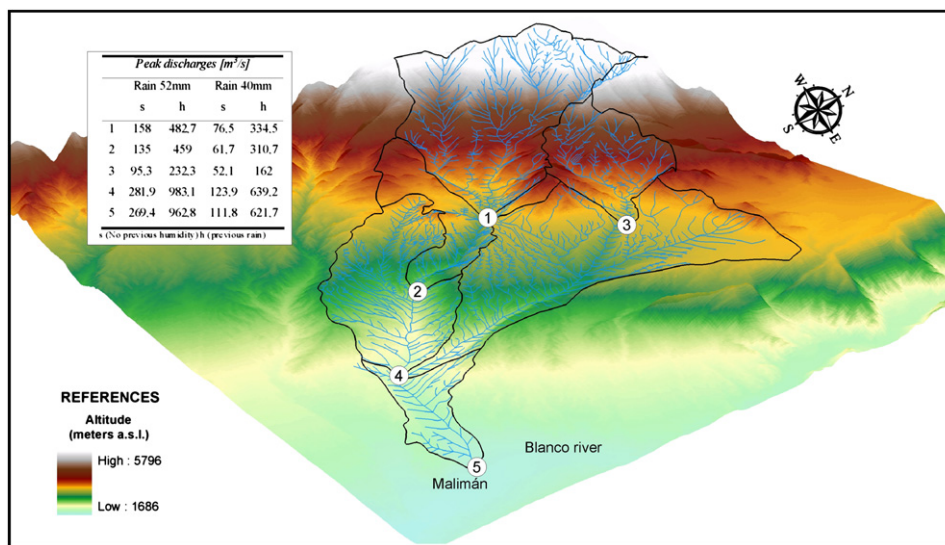 Peak discharges [m³/s]
Rain 52mm Rain 40mm
s h s h
1 158 482,7 76.5 334.5
2 135 459 61,7 310,7
3 95.3 232.3 52.1 162
4 281.9 983.1 123.9 639.2
5 269.4 962.8 111.8 621.7
s (No previous humidity) h (previous rain)
W N
S E
1
3
2
4
5
Blanco river
Malimán
REFERENCES
Altitude
(meters a.s.l.)
High : 5796
Low : 1686